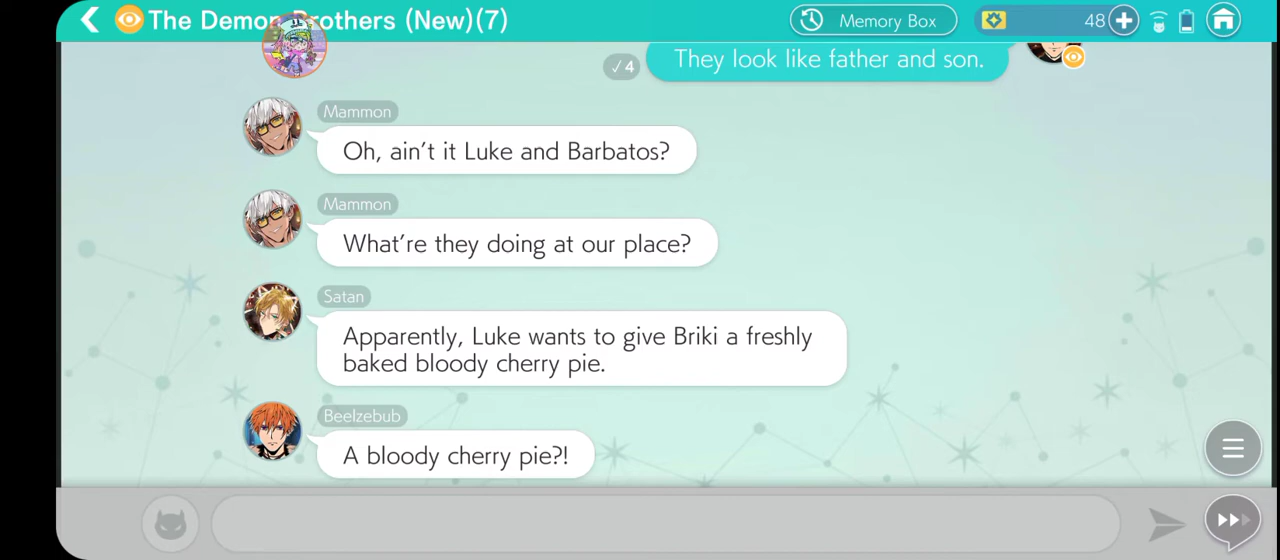 The Demon Brothers (New)(7)
Memory Box
48
They look like father and son.
✓4
Mammon
Oh, ain't it Luke and Barbatos?
Mammon
What're they doing at our place?
Satan
Apparently, Luke wants to give Briki a freshly
baked bloody cherry pie.
Beelzebub
A bloody cherry pie?!